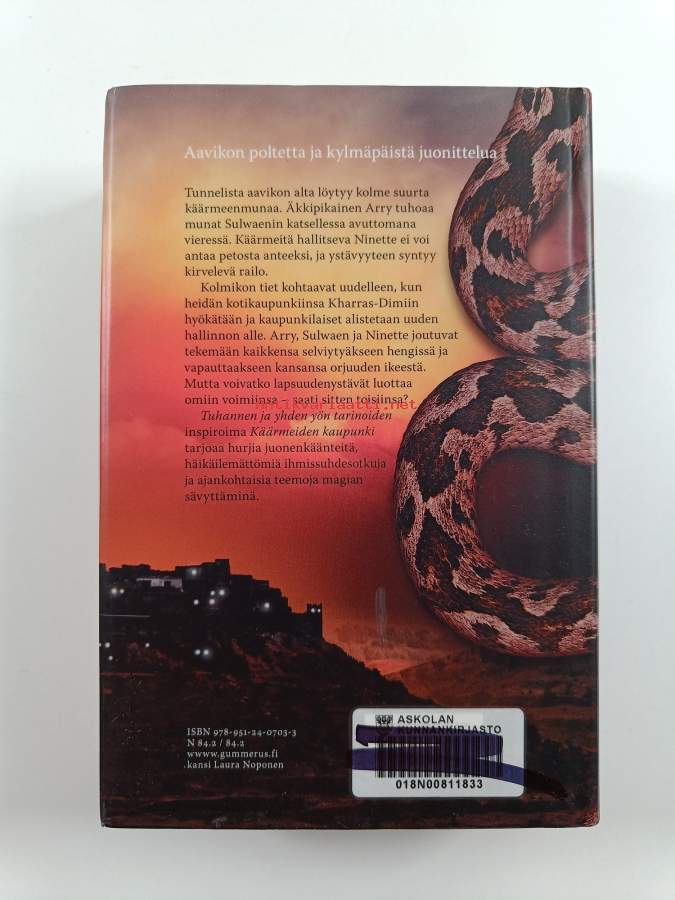 Aavikon poltetta ja kylmäpäistä juonittelua
Tunnelista aavikon alta löytyy kolme suurta
käärmeenmunaa. Äkkipikainen Arry tuhoaa
munat Sulwaenin katsellessa avuttomana
vieressä. Käärmeitä hallitseva Ninette ei voi
antaa petosta anteeksi, ja ystävyyteen syntyy
kirvelevä railo.
Kolmikon tiet kohtaavat uudelleen, kun
heidän kotikaupunkiinsa Kharras-Dimiin
hyökätään ja kaupunkilaiset alistetaan uuden
hallinnon alle. Arry, Sulwaen ja Ninette joutuvat
tekemään kaikkensa selviytyäkseen hengissä ja
vapauttaakseen kansansa orjuuden ikeestä.
Mutta voivatko lapsuudenystävät luottaa
omiin voimiinsa – saati sitten toisiinsa?
antikvariaatti.net
Tuhannen ja yhden yön tarinoiden
inspiroima Käärmeiden kaupunki
tarjoaa hurjia juonenkäänteitä,
häikäilemättömiä ihmissuhdesotkuja
ja ajankohtaisia teemoja magian
sävyttäminä.
ISBN 978-951-24-0703-3
N 84.2 / 84.2
www.gummerus.fi
kansi Laura Noponen
ASKOLAN
KUNNANKIRJASTO
018N00811833